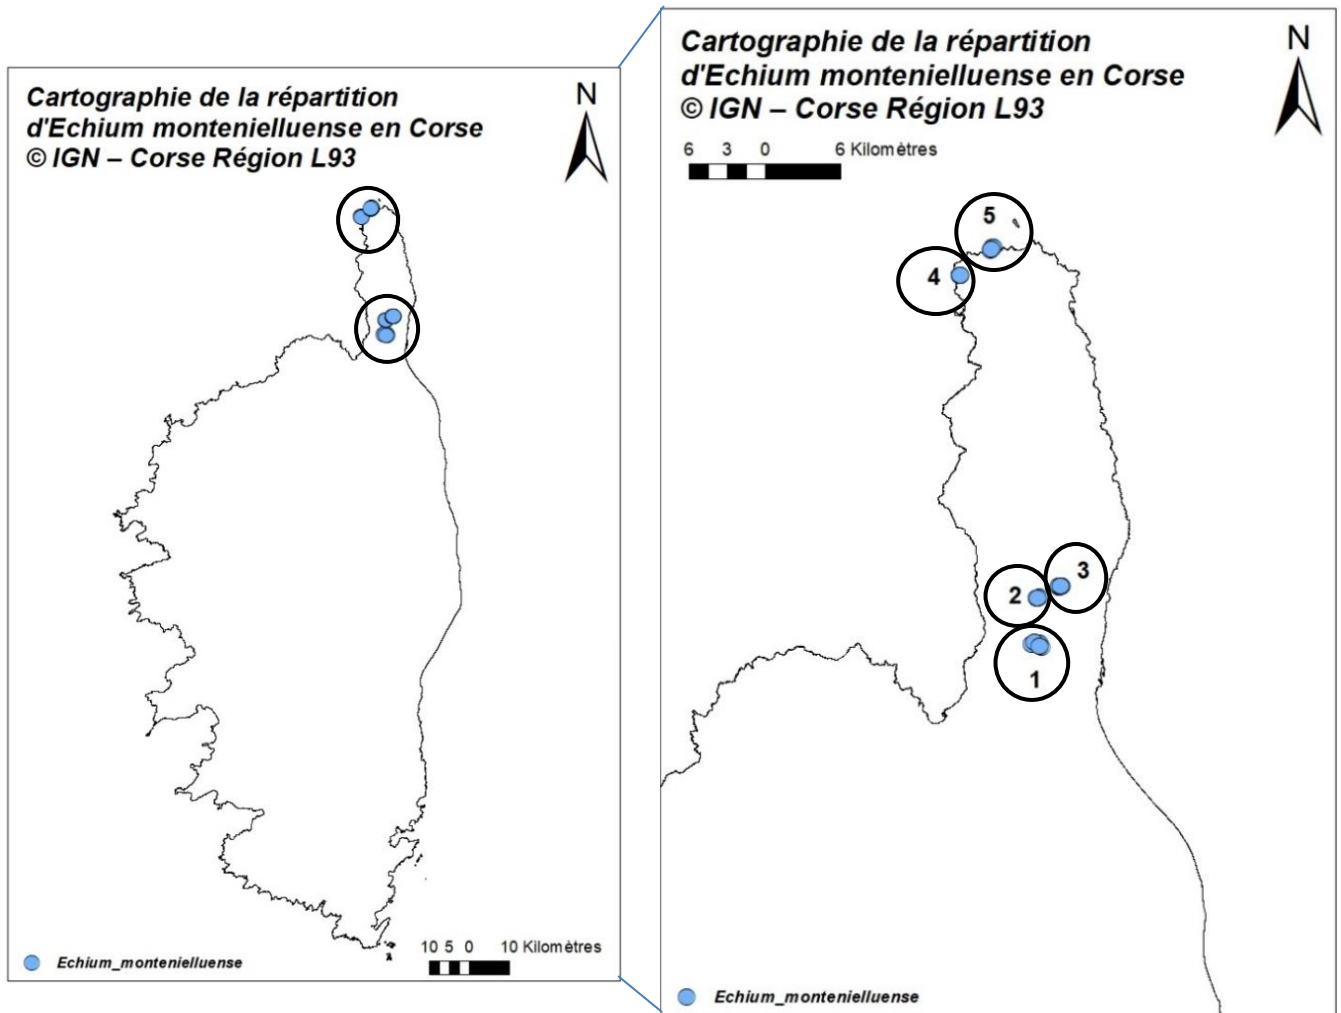 Cartographie de la répartition
d'Echium montenielluense en Corse
© IGN – Corse Région L93
N
10 5 0 10 Kilomètres
Echium_montenielluense
Cartographie de la répartition
d'Echium montenielluense en Corse
© IGN – Corse Région L93
N
6 3 0 6 Kilomètres
5
4
3
2
1
Echium_montenielluense